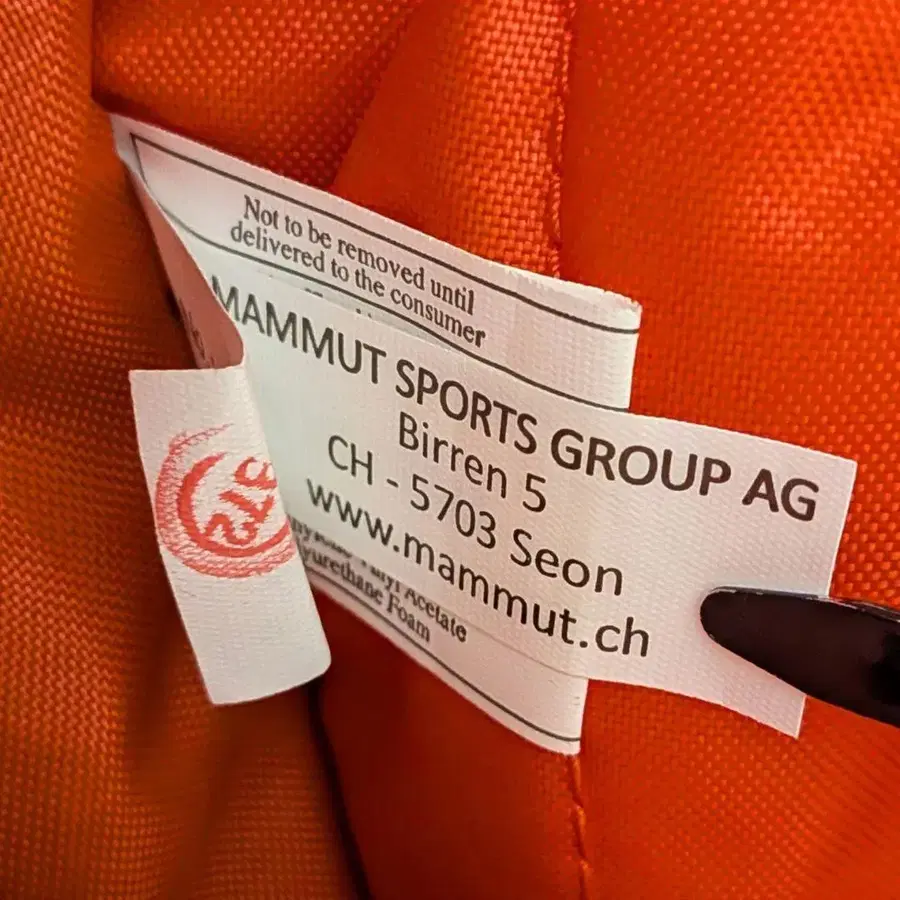 Not to be removed until
delivered to the consumer
MAMMUT SPORTS GROUP AG
Birren 5
CH - 5703 Seon
www.mammut.ch
Acetate
Foam